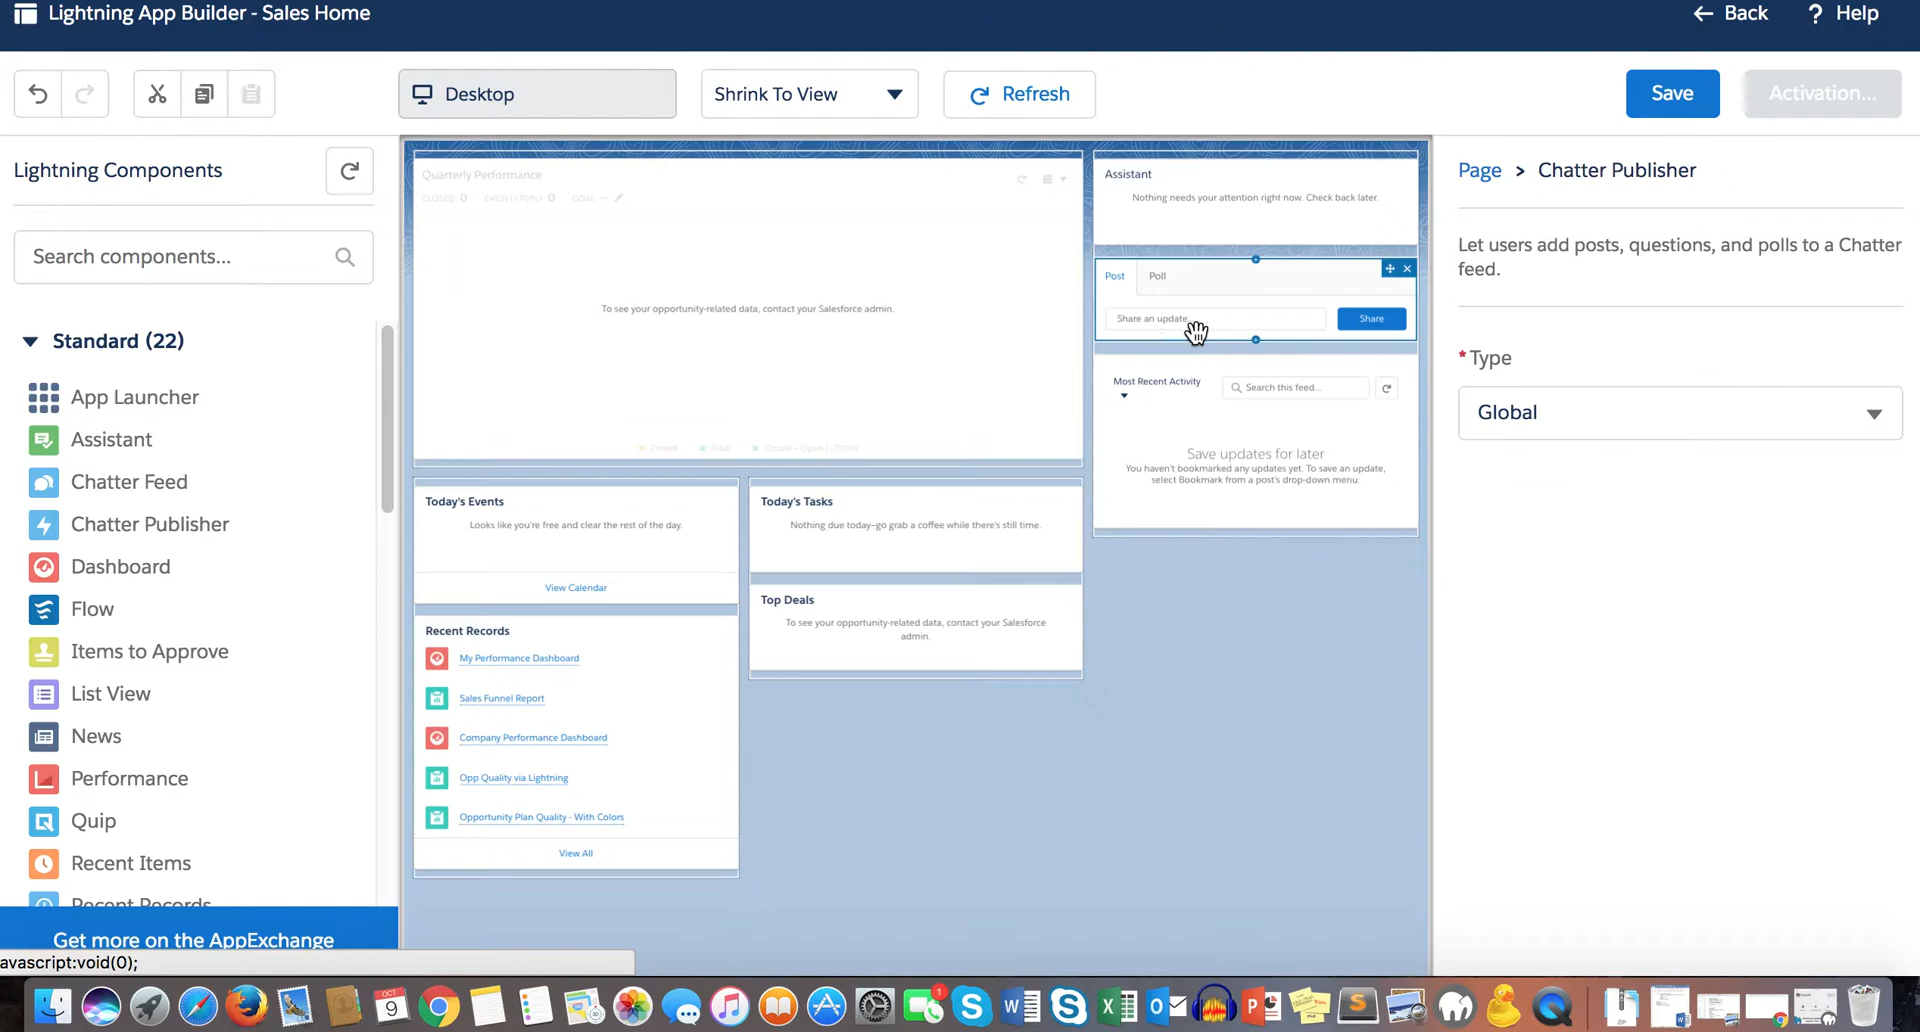 Lightning App Builder - Sales Home
Back
? Help
Desktop
Shrink To View
Refresh
Save
Activation...
Lightning Components
Search components...
Standard (22)
App Launcher
Assistant
Chatter Feed
Chatter Publisher
Dashboard
Flow
Items to Approve
List View
News
Performance
Quip
Recent Items
Recent Records
Get more on the AppExchange
avascript:void(0);
Quarterly Performance
CLOSED 0 OPEN (>70%) 0 GOAL --
To see your opportunity-related data, contact your Salesforce admin.
Closed Goal Closed + Open (>70%)
Today's Events
Looks like you're free and clear the rest of the day.
View Calendar
Recent Records
My Performance Dashboard
Sales Funnel Report
Company Performance Dashboard
Opp Quality via Lightning
Opportunity Plan Quality - With Colors
View All
Today's Tasks
Nothing due today—go grab a coffee while there's still time.
Top Deals
To see your opportunity-related data, contact your Salesforce
admin.
Assistant
Nothing needs your attention right now. Check back later.
Post
Poll
Share an update...
Share
Most Recent Activity
Search this feed...
Save updates for later
You haven't bookmarked any updates yet. To save an update,
select Bookmark from a post's drop-down menu.
Page > Chatter Publisher
Let users add posts, questions, and polls to a Chatter
feed.
*Type
Global
OCT
9
1